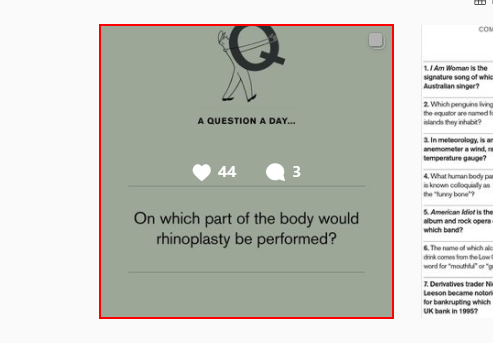 Q
A QUESTION A DAY...
44
3
On which part of the body would
rhinoplasty be performed?
COM
1. I Am Woman is the
signature song of whic
Australian singer?
2. Which penguins living
the equator are named f
islands they inhabit?
3. In meteorology, is an
anemometer a wind, ra
temperature gauge?
4. What human body pa
is known colloquially as
the "funny bone"?
5. American Idiot is the
album and rock opera
which band?
6. The name of which alc
drink comes from the Low
word for "mouthful" or "g
7. Derivatives trader Ni
Leeson became notori
for bankrupting which
UK bank in 1995?